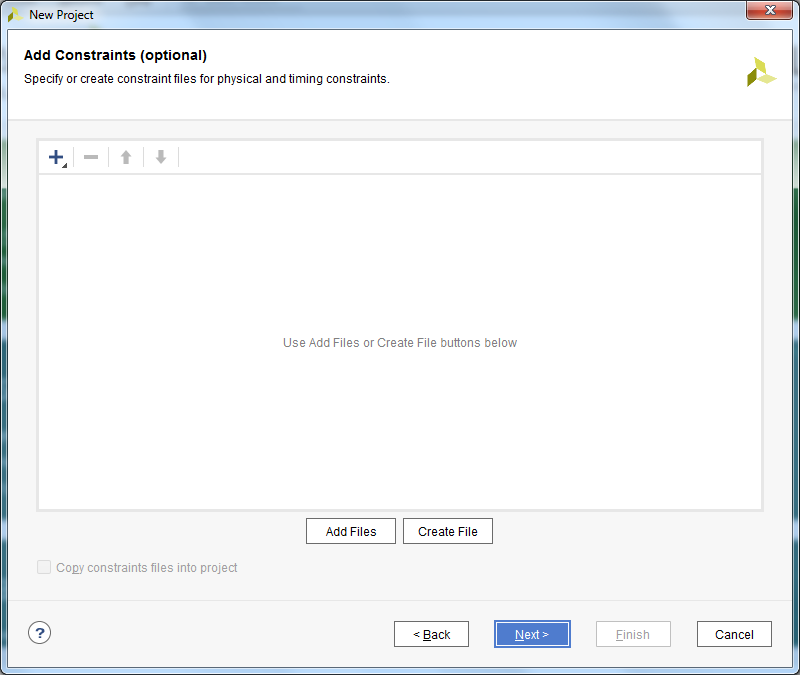 New Project
Add Constraints (optional)
Specify or create constraint files for physical and timing constraints.
Use Add Files or Create File buttons below
Add Files Create File
Copy constraints files into project
? < Back Next > Finish Cancel